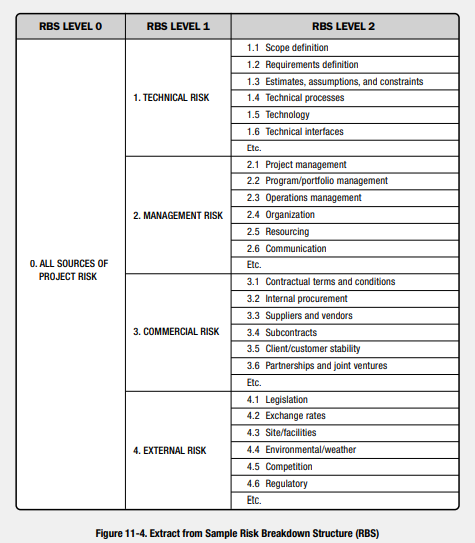 RBS LEVEL 0 RBS LEVEL 1 RBS LEVEL 2
0. ALL SOURCES OF
PROJECT RISK
1. TECHNICAL RISK
1.1 Scope definition
1.2 Requirements definition
1.3 Estimates, assumptions, and constraints
1.4 Technical processes
1.5 Technology
1.6 Technical interfaces
Etc.
2. MANAGEMENT RISK
2.1 Project management
2.2 Program/portfolio management
2.3 Operations management
2.4 Organization
2.5 Resourcing
2.6 Communication
Etc.
3. COMMERCIAL RISK
3.1 Contractual terms and conditions
3.2 Internal procurement
3.3 Suppliers and vendors
3.4 Subcontracts
3.5 Client/customer stability
3.6 Partnerships and joint ventures
Etc.
4. EXTERNAL RISK
4.1 Legislation
4.2 Exchange rates
4.3 Site/facilities
4.4 Environmental/weather
4.5 Competition
4.6 Regulatory
Etc.
Figure 11-4. Extract from Sample Risk Breakdown Structure (RBS)